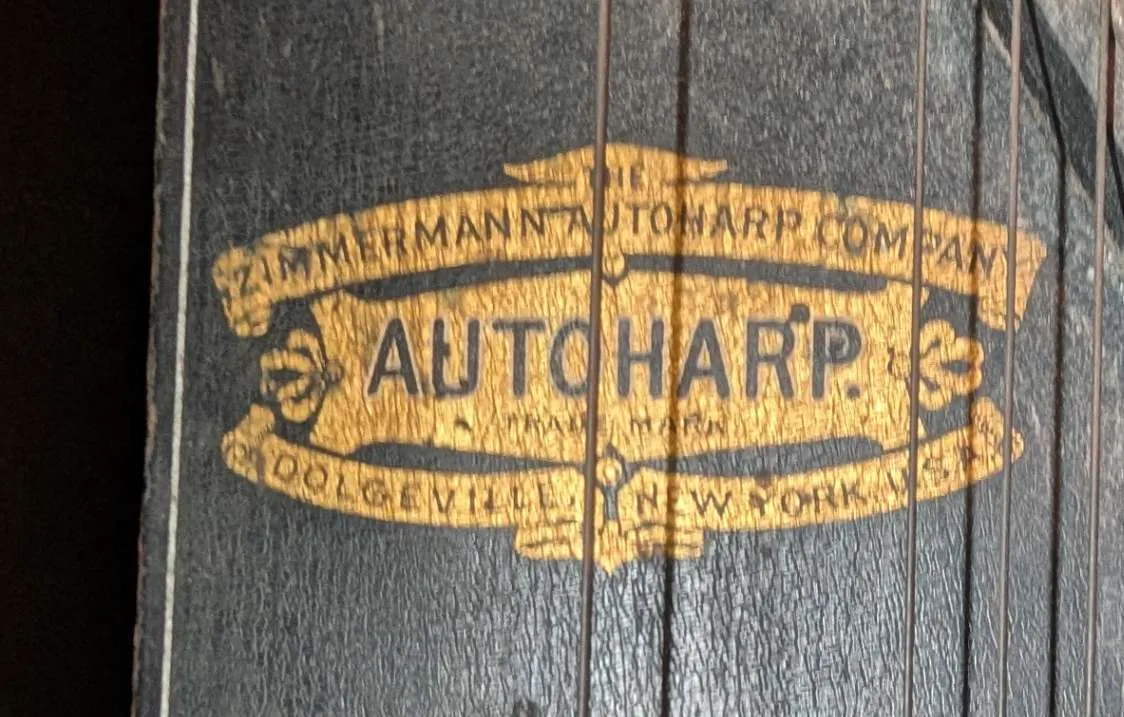 THE
ZIMMERMANN AUTOHARP COMPANY
AUTOHARP.
TRADE MARK
DOLGEVILLE, NEW YORK. U.S.A.